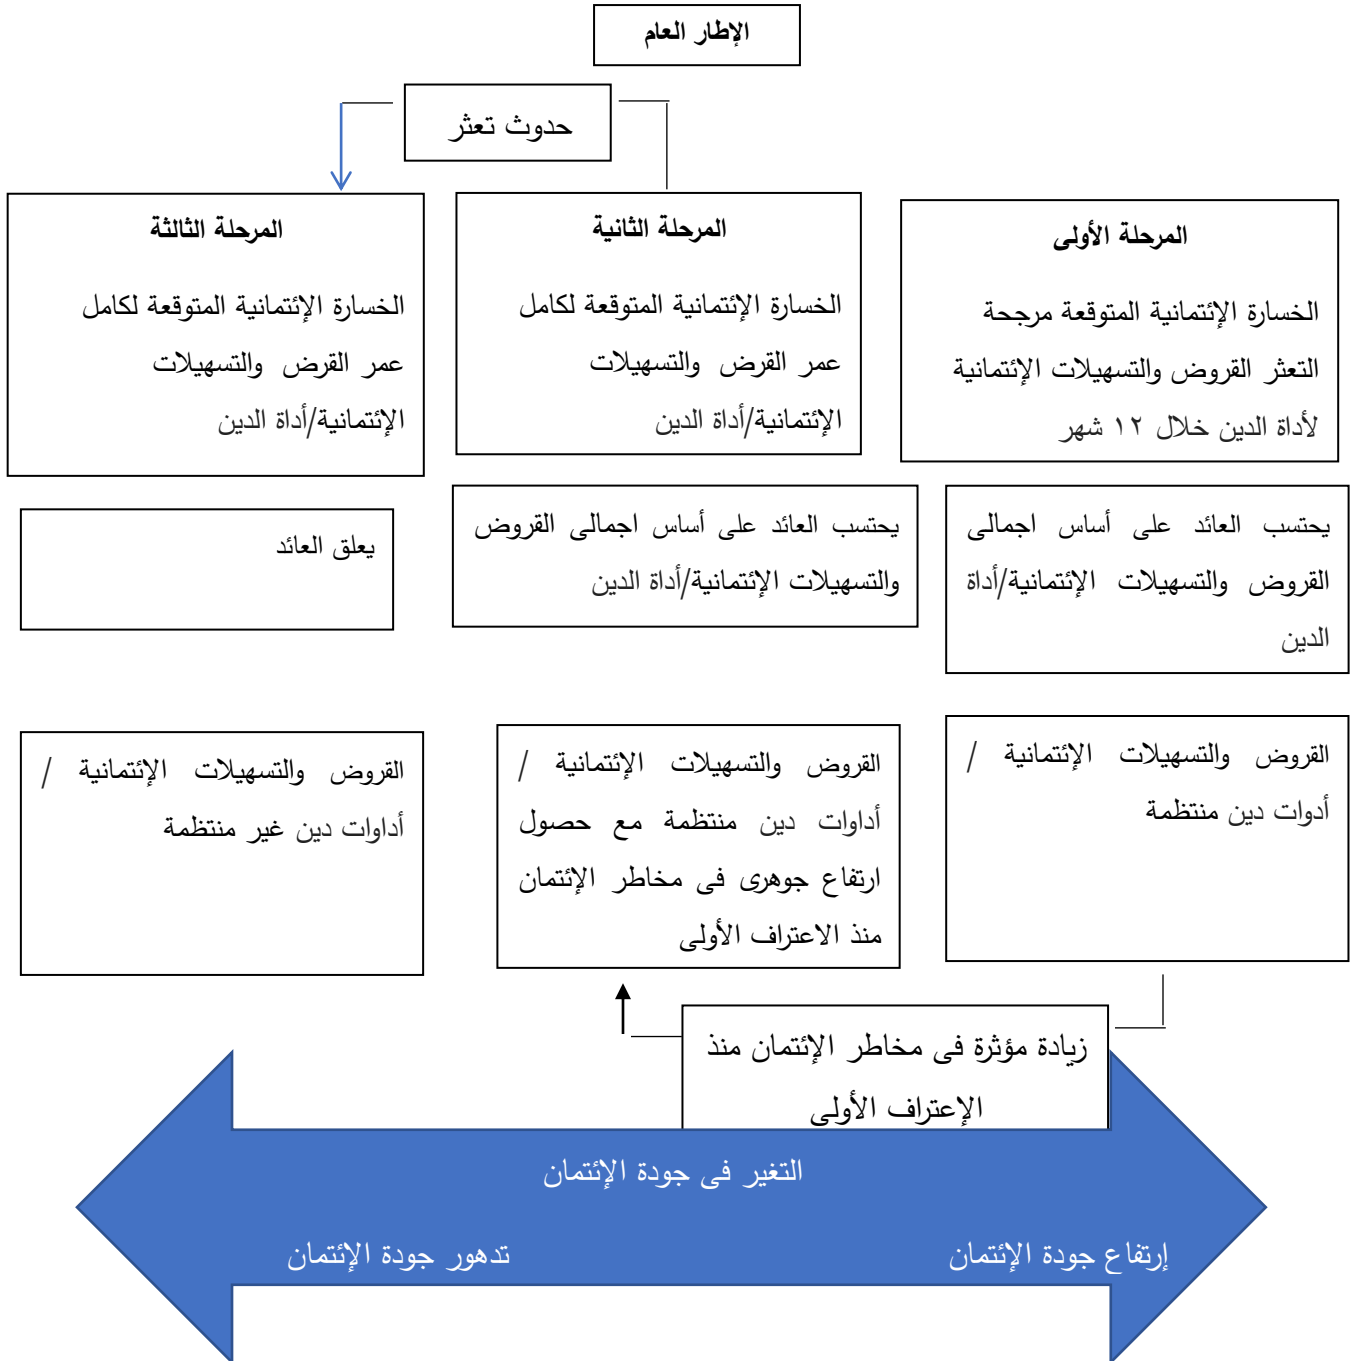 الإطار العام
حدوث تعثر
المرحلة الأولى
الخسارة الإئتمانية المتوقعة مرجحة
التعثر القروض والتسهيلات الإئتمانية
لأداة الدين خلال ١٢ شهر
المرحلة الثانية
الخسارة الإئتمانية المتوقعة لكامل
عمر القرض والتسهيلات
الإئتمانية/أداة الدين
المرحلة الثالثة
الخسارة الإئتمانية المتوقعة لكامل
عمر القرض والتسهيلات
الإئتمانية/أداة الدين
يحتسب العائد على أساس اجمالى
القروض والتسهيلات الإئتمانية/أداة
الدين
يحتسب العائد على أساس اجمالى القروض
والتسهيلات الإئتمانية/أداة الدين
يعلق العائد
القروض والتسهيلات الإئتمانية /
أدوات دين منتظمة
القروض والتسهيلات الإئتمانية /
أداوات دين منتظمة مع حصول
ارتفاع جوهرى فى مخاطر الإئتمان
منذ الاعتراف الأولى
القروض والتسهيلات الإئتمانية /
أداوات دين غير منتظمة
زيادة مؤثرة فى مخاطر الإئتمان منذ
الإعتراف الأولى
التغير فى جودة الإئتمان
إرتفاع جودة الإئتمان
تدهور جودة الإئتمان